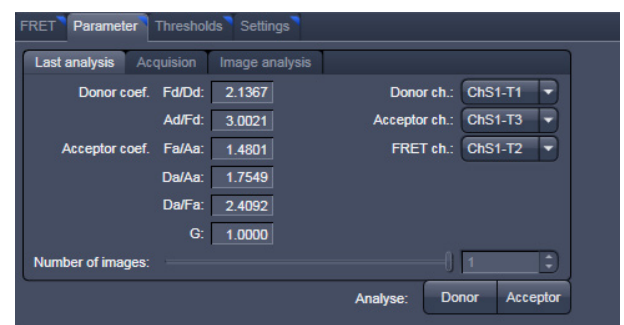 FRET Parameter Thresholds Settings
Last analysis Acquision Image analysis
Donor coef. Fd/Dd: 2.1367 Donor ch.: ChS1-T1
Ad/Fd: 3.0021 Acceptor ch.: ChS1-T3
Acceptor coef. Fa/Aa: 1.4801 FRET ch.: ChS1-T2
Da/Aa: 1.7549
Da/Fa: 2.4092
G: 1.0000
Number of images: 1
Analyse: Donor Acceptor